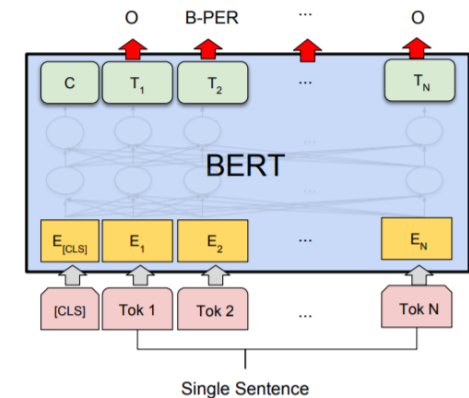 O B-PER ... O
C T1 T2 ... TN
...
BERT
...
E[CLS] E1 E2 ... EN
[CLS] Tok 1 Tok 2 ... Tok N
Single Sentence